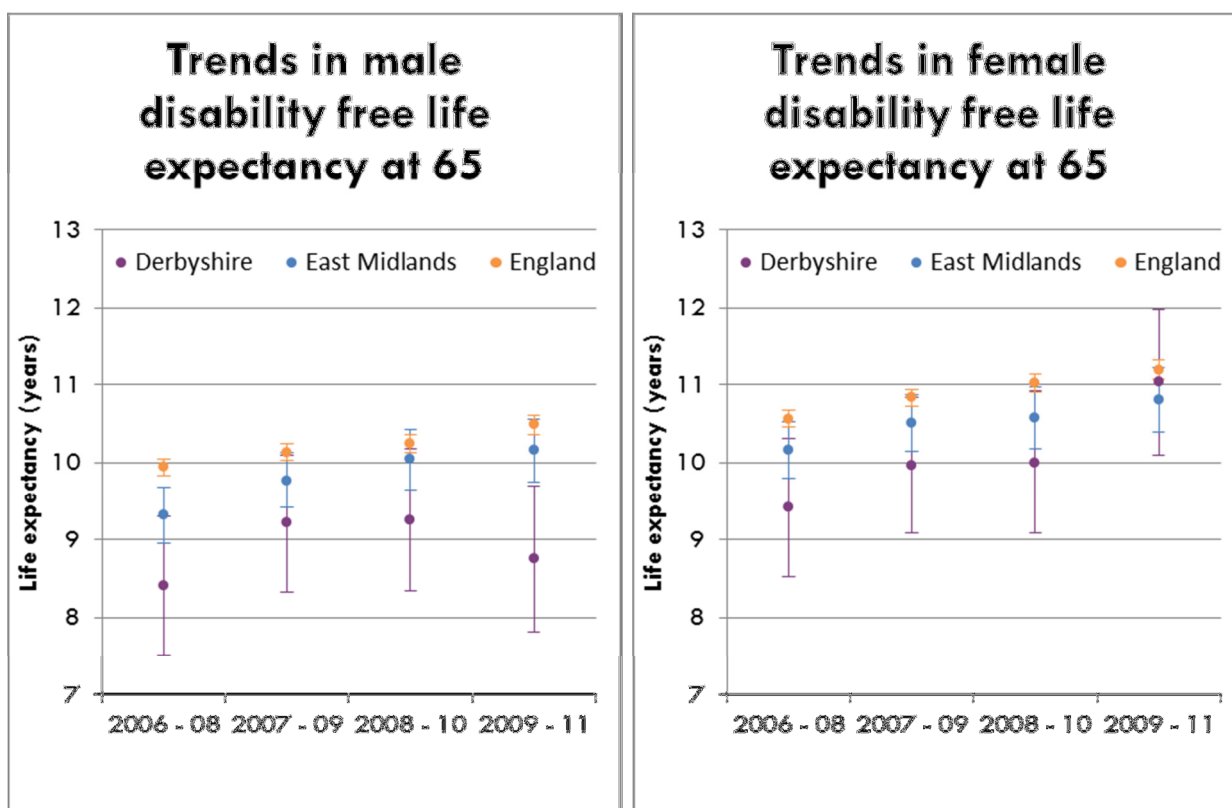 Trends in male
disability free life
expectancy at 65
13
Derbyshire East Midlands England
12
11
10
9
8
7
Life expectancy (years)
2006 - 08 2007 - 09 2008 - 10 2009 - 11
Trends in female
disability free life
expectancy at 65
13
Derbyshire East Midlands England
12
11
10
9
8
7
Life expectancy (years)
2006 - 08 2007 - 09 2008 - 10 2009 - 11